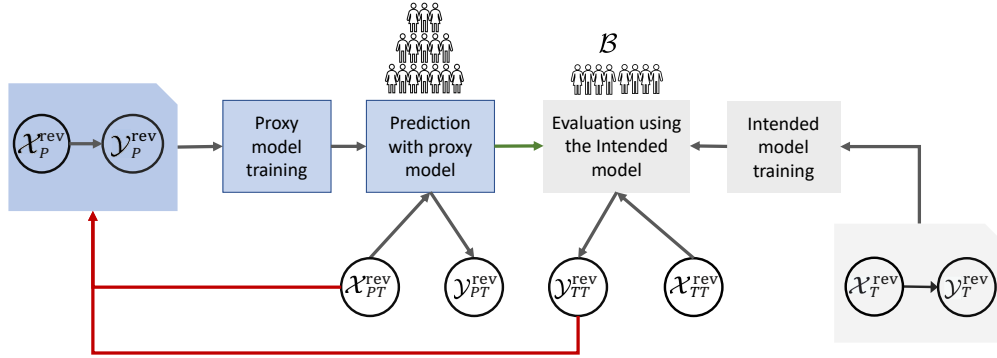 ℬ
𝒳_P^rev
𝒴_P^rev
Proxy
model
training
Prediction
with proxy
model
Evaluation using
the Intended
model
Intended
model
training
𝒳_PT^rev
𝒴_PT^rev
𝒴_TT^rev
𝒳_TT^rev
𝒳_T^rev
𝒴_T^rev